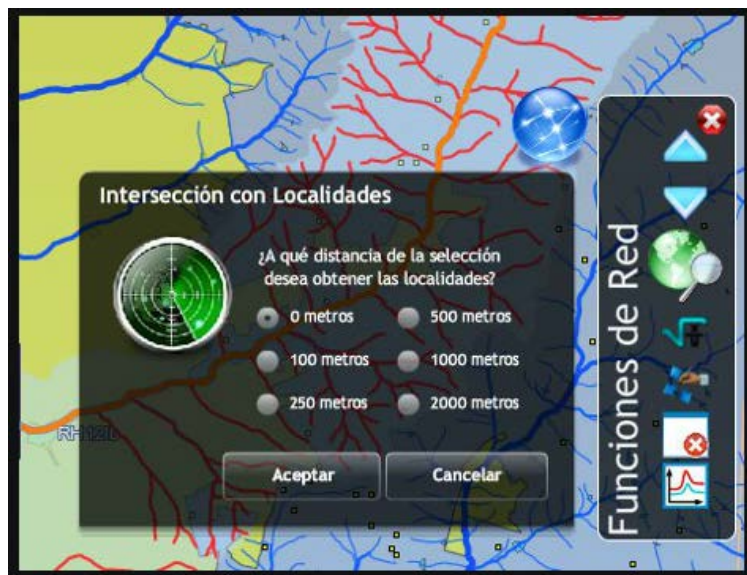 Intersección con Localidades
¿A qué distancia de la selección
desea obtener las localidades?
0 metros
500 metros
100 metros
1000 metros
250 metros
2000 metros
Aceptar
Cancelar
Funciones de Red